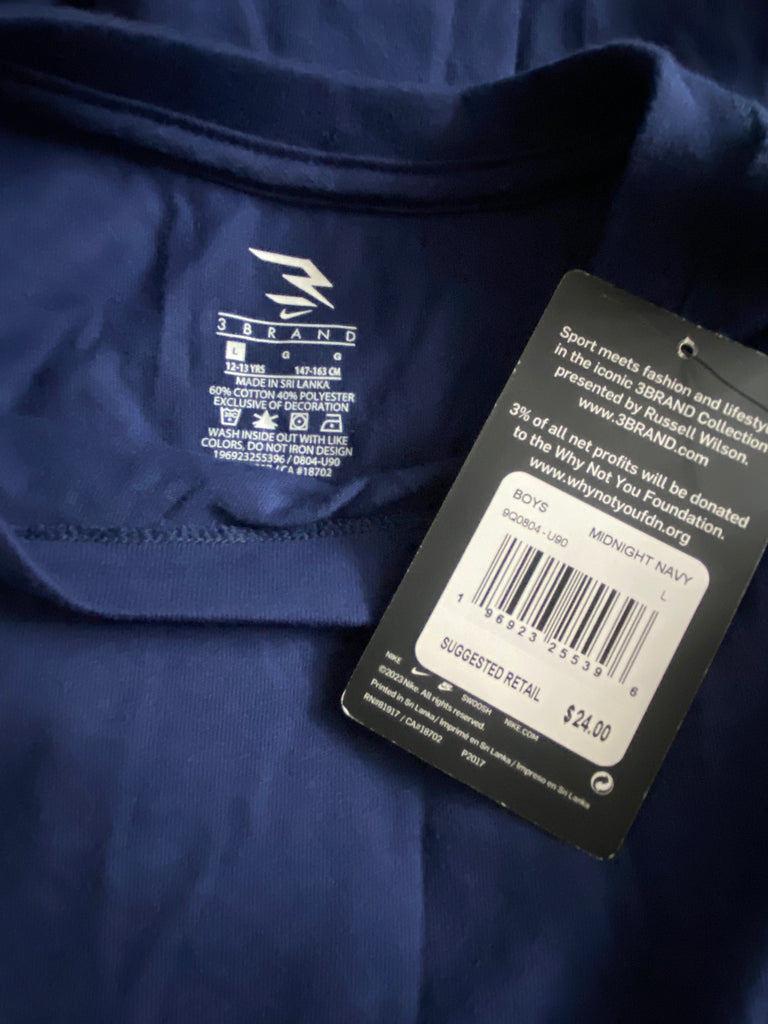 3 B R A N D
L G G
12-13 YRS 147-163 CM
MADE IN SRI LANKA
60% COTTON 40% POLYESTER
EXCLUSIVE OF DECORATION
WASH INSIDE OUT WITH LIKE
COLORS, DO NOT IRON DESIGN
196923255396 / 0804-U90
/ CA #18702
Sport meets fashion and lifestyle
in the iconic 3BRAND Collection
presented by Russell Wilson.
www.3BRAND.com
3% of all net profits will be donated
to the Why Not You Foundation.
www.whynotyoufdn.org
BOYS
9Q0804-U90 MIDNIGHT NAVY
L
1 96923 25539 6
SUGGESTED RETAIL
$24.00
NIKE SWOOSH NIKE.COM
©2023 Nike. All rights reserved.
Printed in Sri Lanka / Imprimé en Sri Lanka / Impreso en Sri Lanka
RN#81917 / CA#18702 P2017